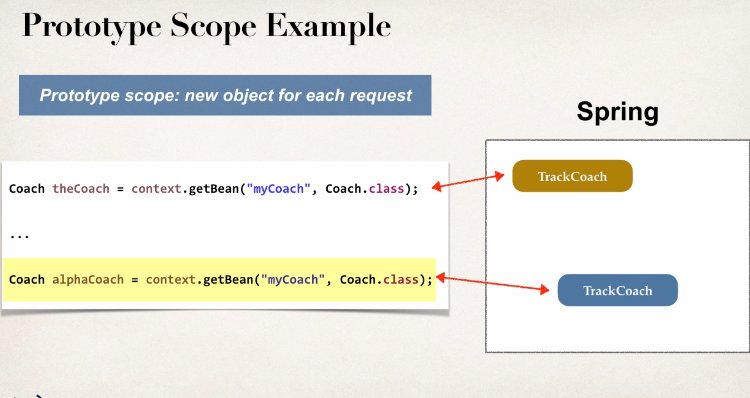 Prototype Scope Example
Prototype scope: new object for each request
Spring
Coach theCoach = context.getBean("myCoach", Coach.class);
TrackCoach
...
Coach alphaCoach = context.getBean("myCoach", Coach.class);
TrackCoach